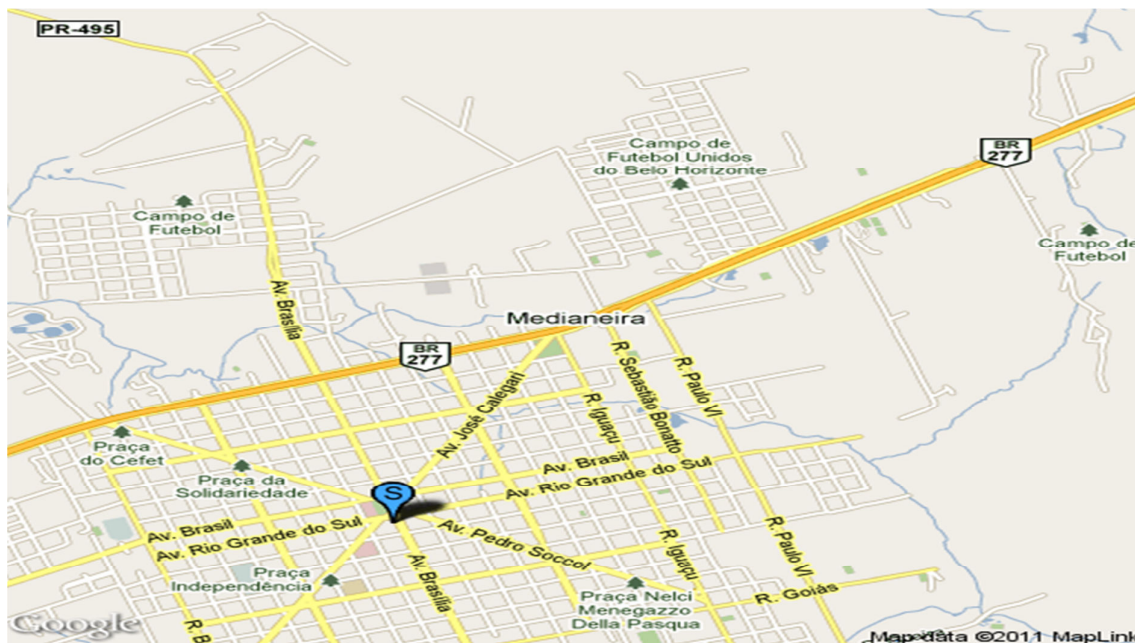 PR-495
Campo de
Futebol Unidos
do Belo Horizonte
BR
277
Campo de
Futebol
Campo de
Futebol
Av. Brasília
Medianeira
BR
277
R. Sebastião Bonatto
R. Paulo VI
Av. José Calegari
R. Iguaçu
Praça
do Cefet
Praça da
Solidariedade
Av. Brasil
Av. Rio Grande do Sul
S
Av. Brasil
Av. Rio Grande do Sul
Av. Pedro Soccol
R. Iguaçu
R. Paulo VI
Av. Brasília
Praça
Independência
Praça Nelci
Menegazzo
Della Pasqua
R. Goiás
Google
Map data ©2011 MapLink